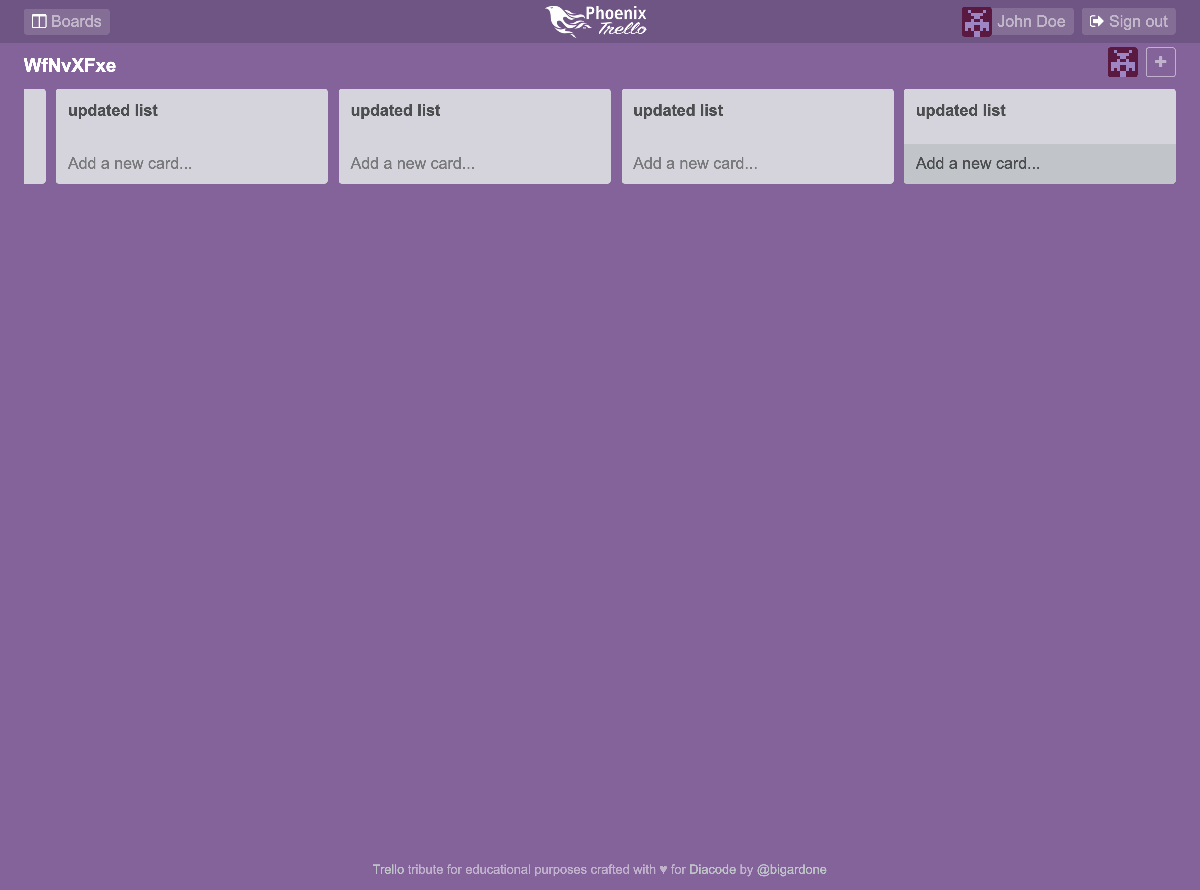 Boards
Phoenix
Trello
John Doe
Sign out
WfNvXFxe
+
updated list
Add a new card...
updated list
Add a new card...
updated list
Add a new card...
updated list
Add a new card...
Trello tribute for educational purposes crafted with ♥ for Diacode by @bigardone